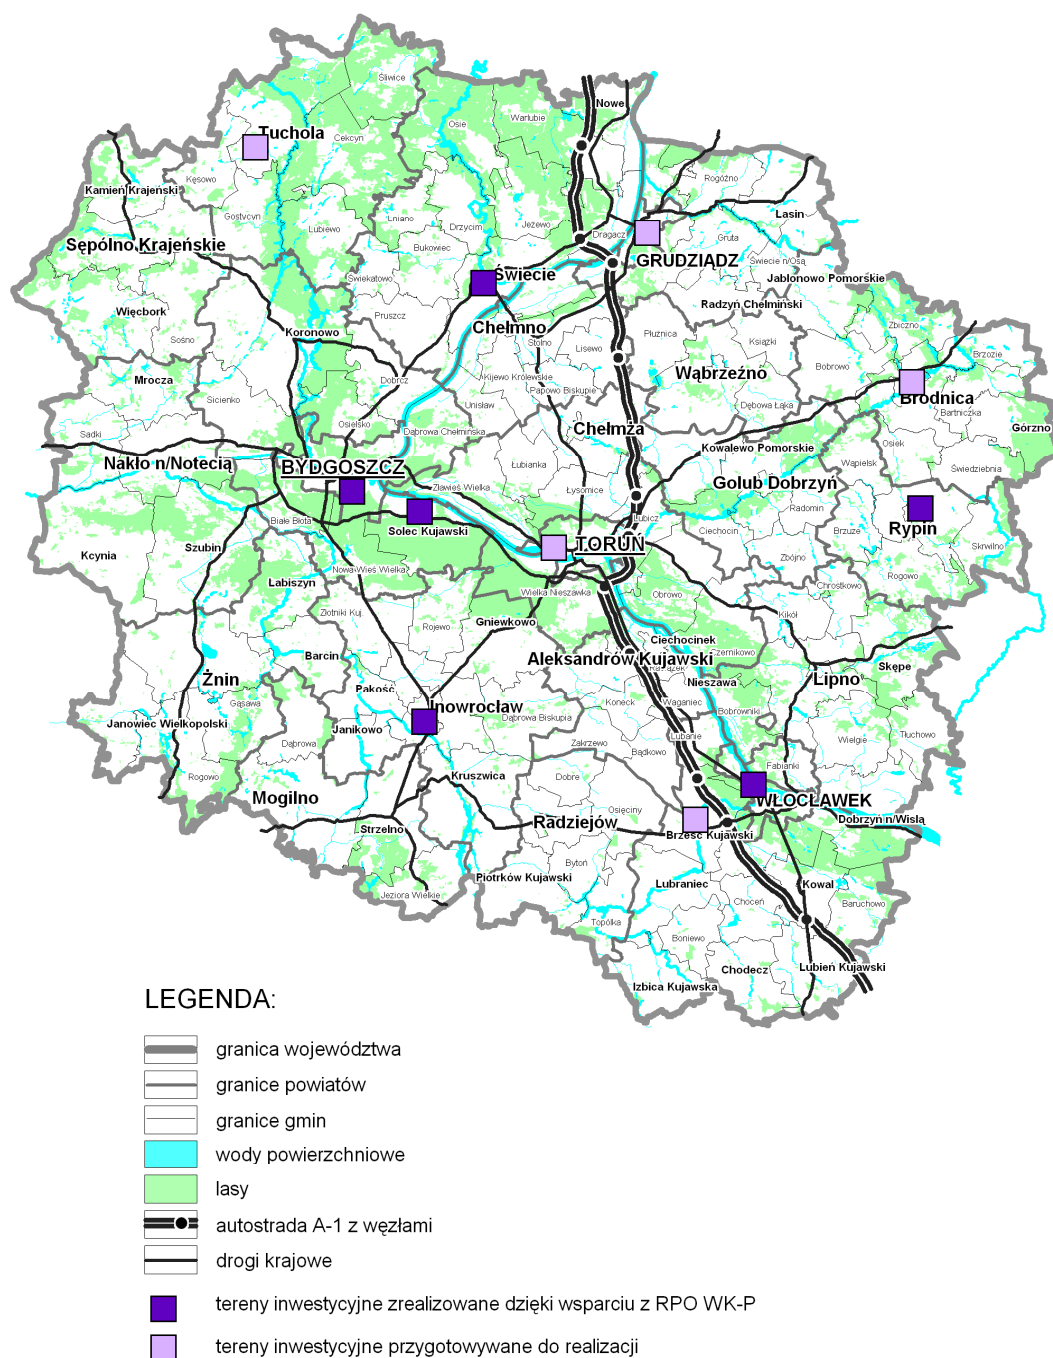 Śliwice
Nowe
Osie
Warlubie
Tuchola
Cekcyn
Kęsowo
Rogóźno
Kamień Krajeński
Gostycyn
Lubiewo
Lniano
Drzycim
Jeżewo
Dragacz
Lasin
Gruta
Sępólno Krajeńskie
Bukowiec
GRUDZIĄDZ
Świecie n/Osą
Świekatowo
Świecie
Jabłonowo Pomorskie
Radzyń Chełmiński
Więcbork
Pruszcz
Chełmno
Zbiczno
Sośno
Koronowo
Stolno
Lisewo
Płużnica
Książki
Brzozie
Mrocza
Dobrcz
Kijewo Królewskie
Papowo Biskupie
Wąbrzeźno
Bobrowo
Sicienko
Unisław
Dębowa Łąka
Brodnica
Bartniczka
Sadki
Osielsko
Dąbrowa Chełmińska
Chełmża
Górzno
Kowalewo Pomorskie
Osiek
Nakło n/Notecią
BYDGOSZCZ
Łubianka
Wąpielsk
Świedziebnia
Zławieś Wielka
Łysomice
Golub Dobrzyń
Radomin
Białe Błota
Solec Kujawski
Lubicz
Ciechocin
Brzuze
Rypin
Kcynia
Szubin
TORUŃ
Zbójno
Skrwilno
Nowa Wieś Wielka
Rogowo
Łabiszyn
Wielka Nieszawka
Obrowo
Chrostkowo
Złotniki Kuj.
Rojewo
Gniewkowo
Kikół
Ciechocinek
Czernikowo
Barcin
Aleksandrów Kujawski
Skępe
Żnin
Nieszawa
Lipno
Pakość
Gąsawa
Inowrocław
Koneck
Waganiec
Bobrowniki
Janowiec Wielkopolski
Janikowo
Dąbrowa Biskupia
Lubanie
Tłuchowo
Dąbrowa
Zakrzewo
Bądkowo
Wielgie
Rogowo
Kruszwica
Dobre
Fabianki
Mogilno
WŁOCŁAWEK
Osięciny
Strzelno
Radziejów
Brześć Kujawski
Dobrzyń n/Wisłą
Bytoń
Piotrków Kujawski
Lubraniec
Kowal
Jeziora Wielkie
Choceń
Baruchowo
Topólka
Boniewo
Chodecz
Lubień Kujawski
Izbica Kujawska
LEGENDA:
granica województwa
granice powiatów
granice gmin
wody powierzchniowe
lasy
autostrada A-1 z węzłami
drogi krajowe
tereny inwestycyjne zrealizowane dzięki wsparciu z RPO WK-P
tereny inwestycyjne przygotowywane do realizacji